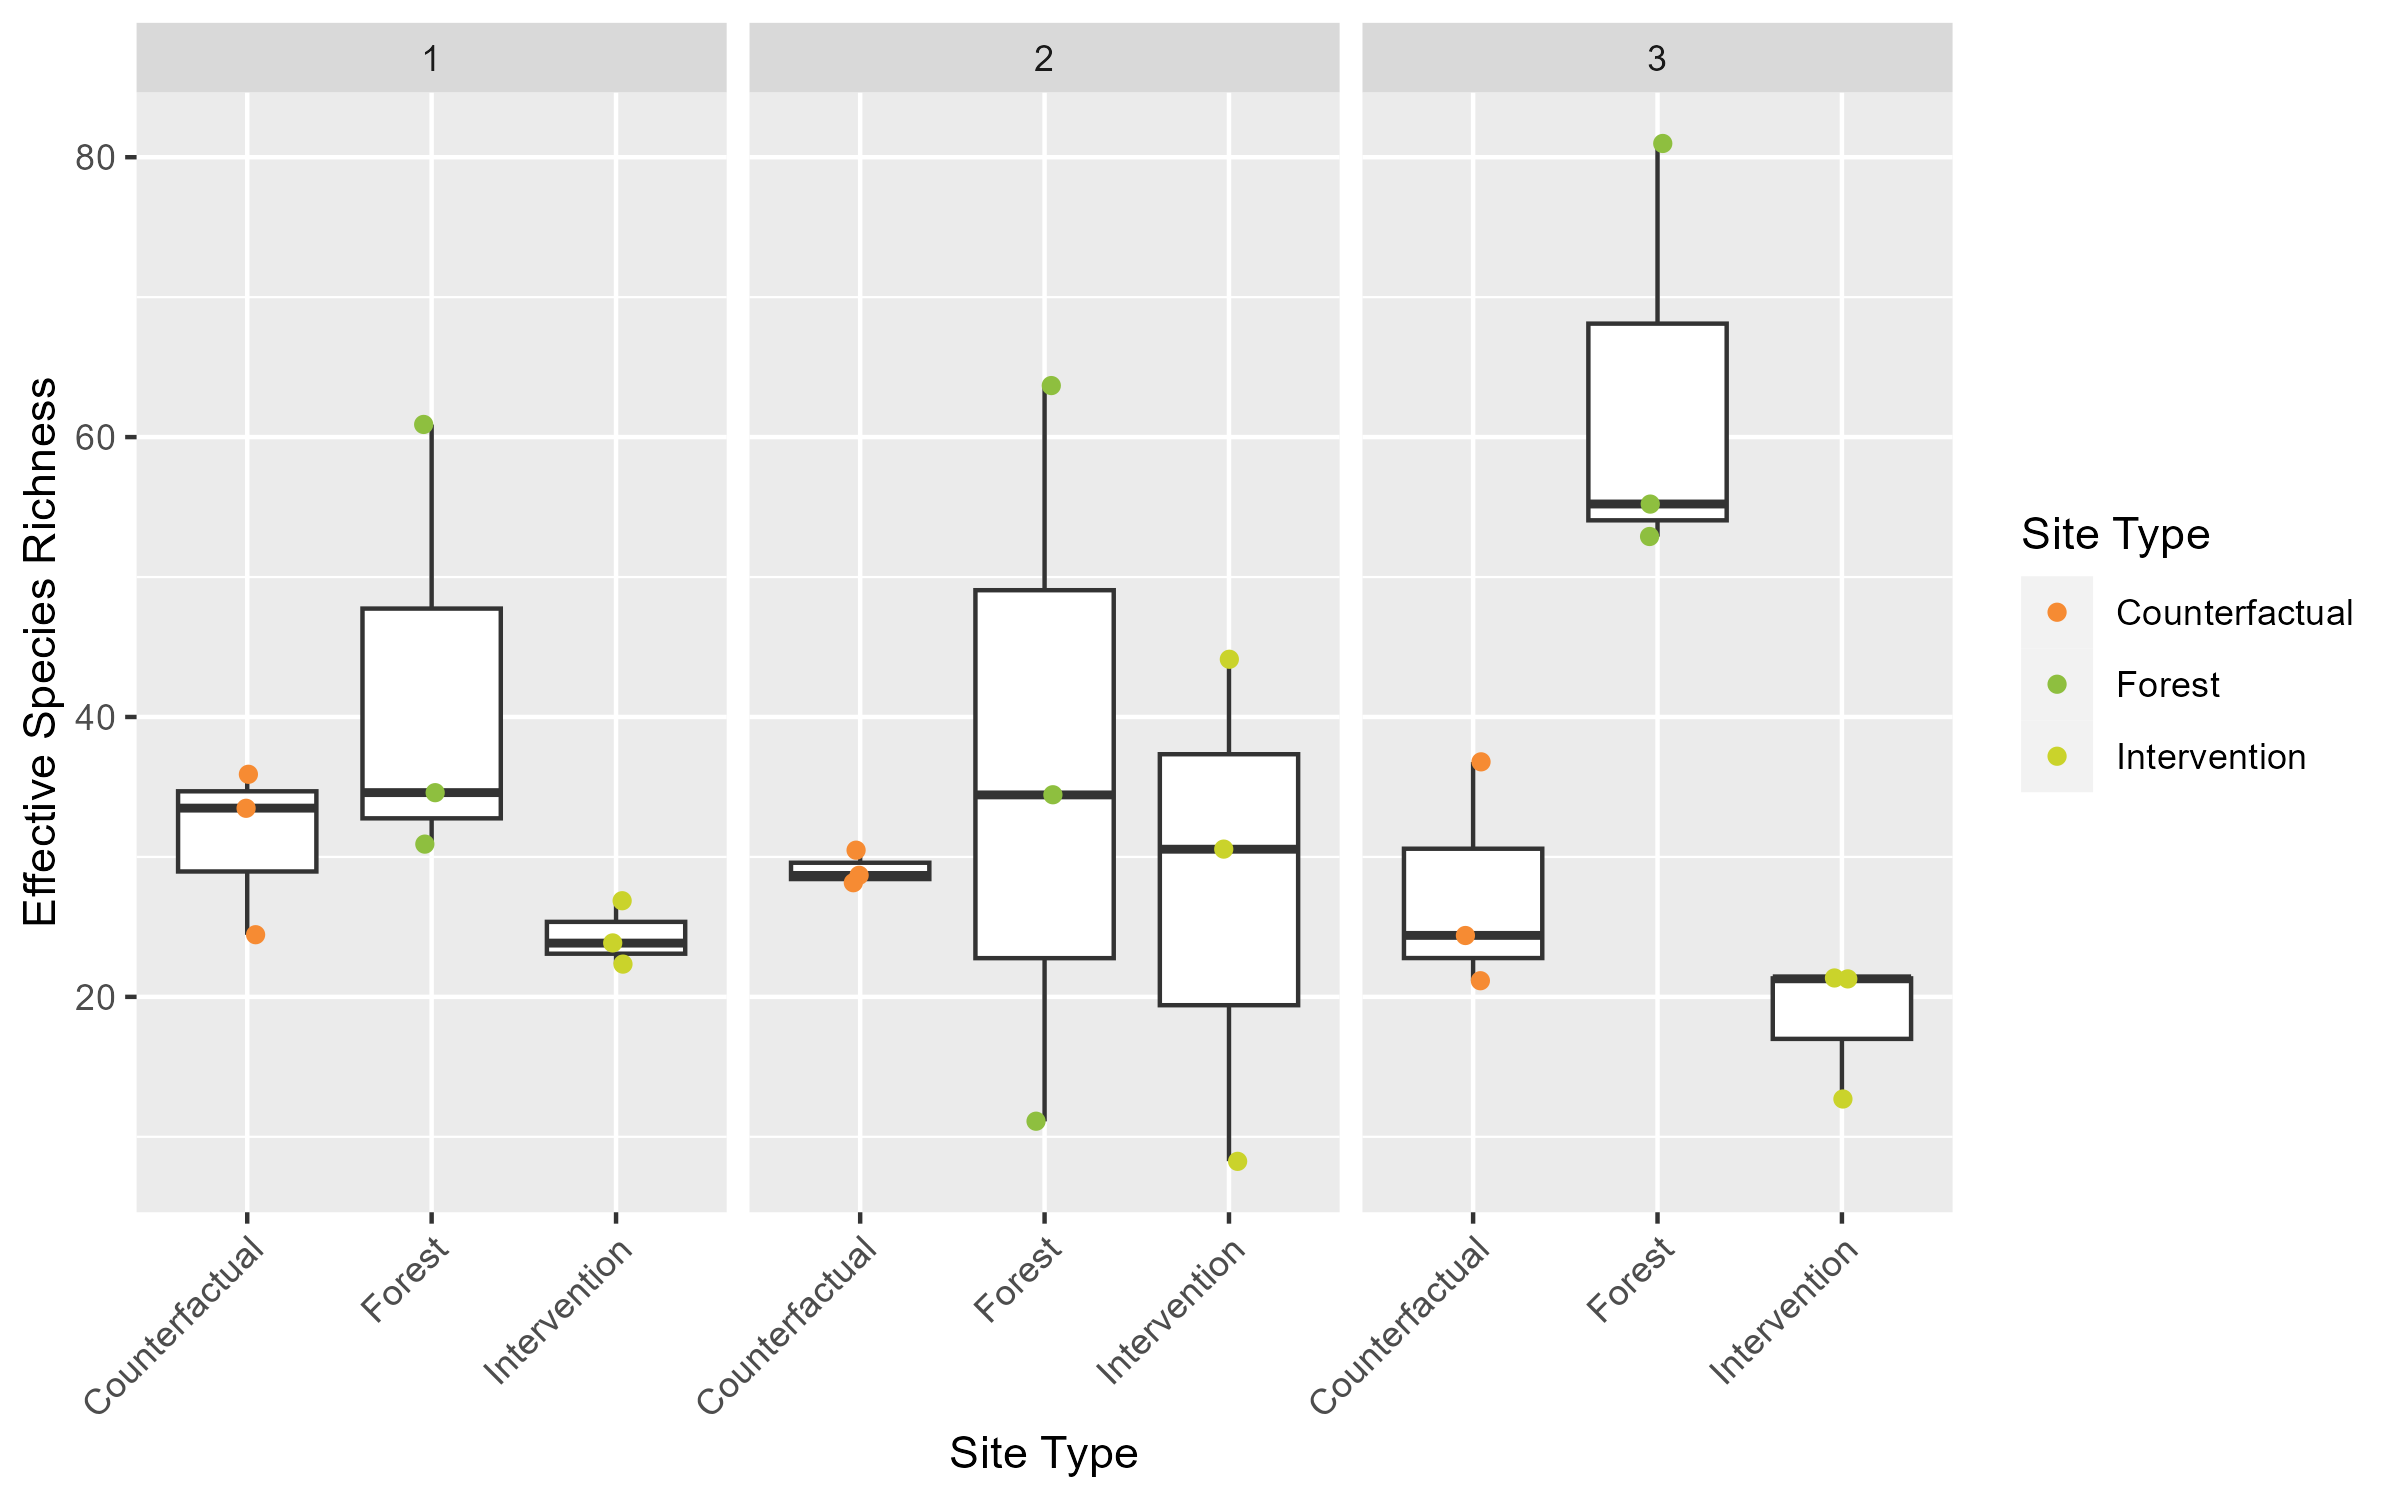 1
2
3
80
60
40
20
Effective Species Richness
Counterfactual
Forest
Intervention
Counterfactual
Forest
Intervention
Counterfactual
Forest
Intervention
Site Type
Site Type
Counterfactual
Forest
Intervention